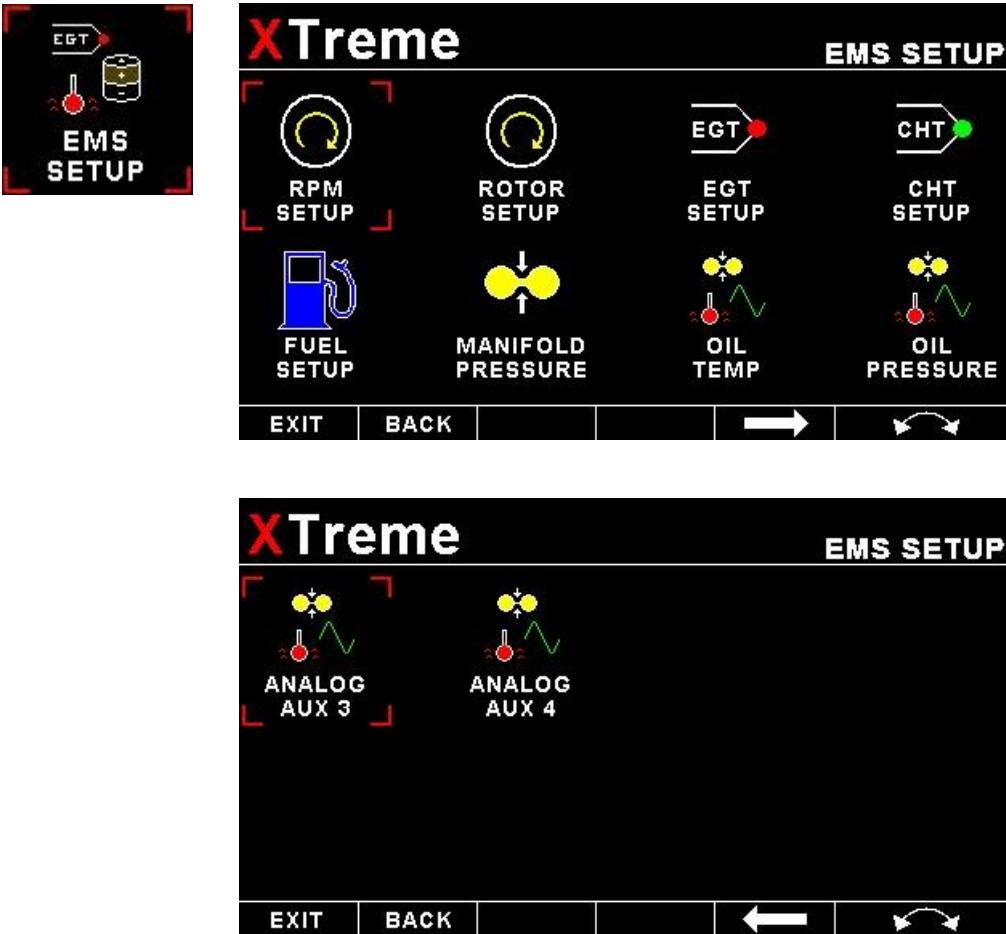 EGT
EMS
SETUP
XTreme
EMS SETUP
RPM
SETUP
ROTOR
SETUP
EGT
EGT
SETUP
CHT
CHT
SETUP
FUEL
SETUP
MANIFOLD
PRESSURE
OIL
TEMP
OIL
PRESSURE
EXIT BACK
XTreme
EMS SETUP
ANALOG
AUX 3
ANALOG
AUX 4
EXIT BACK